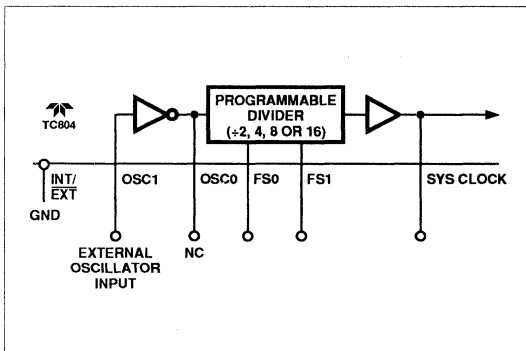 PROGRAMMABLE
DIVIDER
(÷2, 4, 8 OR 16)
TC804
INT/
EXT
OSC1
OSC0
FS0
FS1
SYS CLOCK
GND
EXTERNAL
OSCILLATOR
INPUT
NC